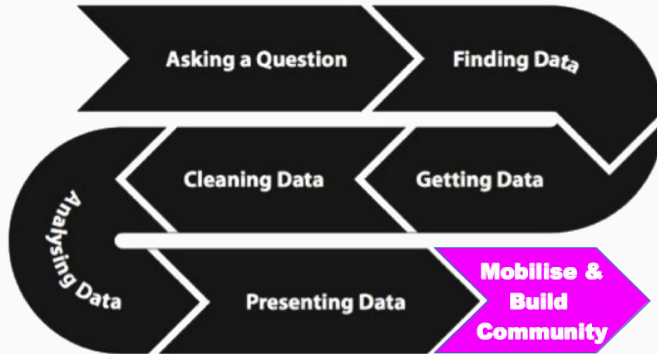 Asking a Question
Finding Data
Getting Data
Cleaning Data
Analysing Data
Presenting Data
Mobilise &
Build
Community